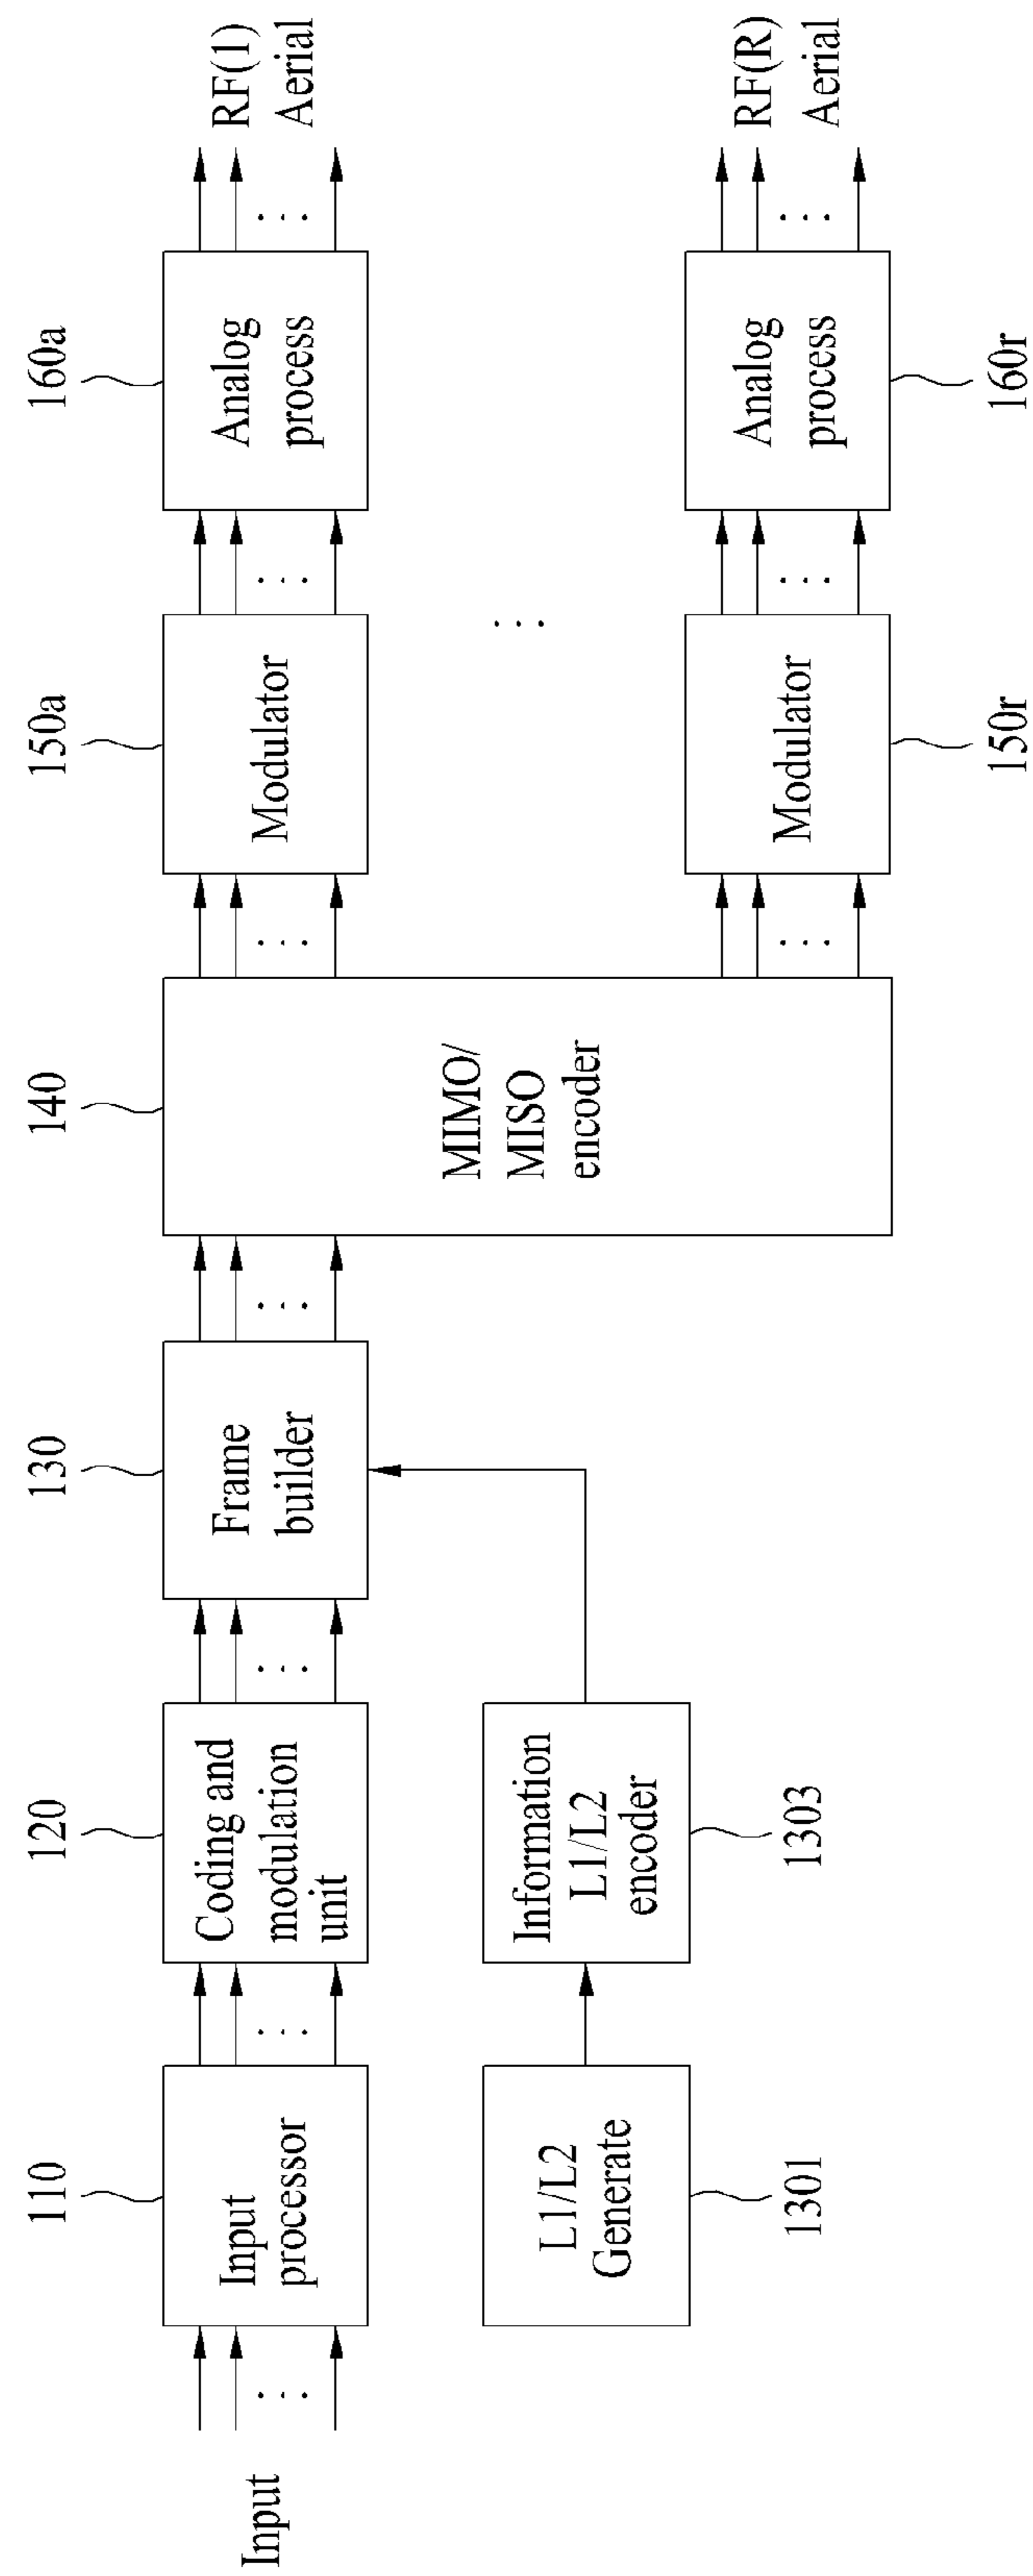 110
120
130
140
150a
160a
Input
Input
processor
Coding and
modulation
unit
Frame
builder
MIMO/
MISO
encoder
Modulator
Analog
process
RF(1)
Aerial
L1/L2
Generate
1301
Information
L1/L2
encoder
1303
Modulator
150r
Analog
process
160r
RF(R)
Aerial